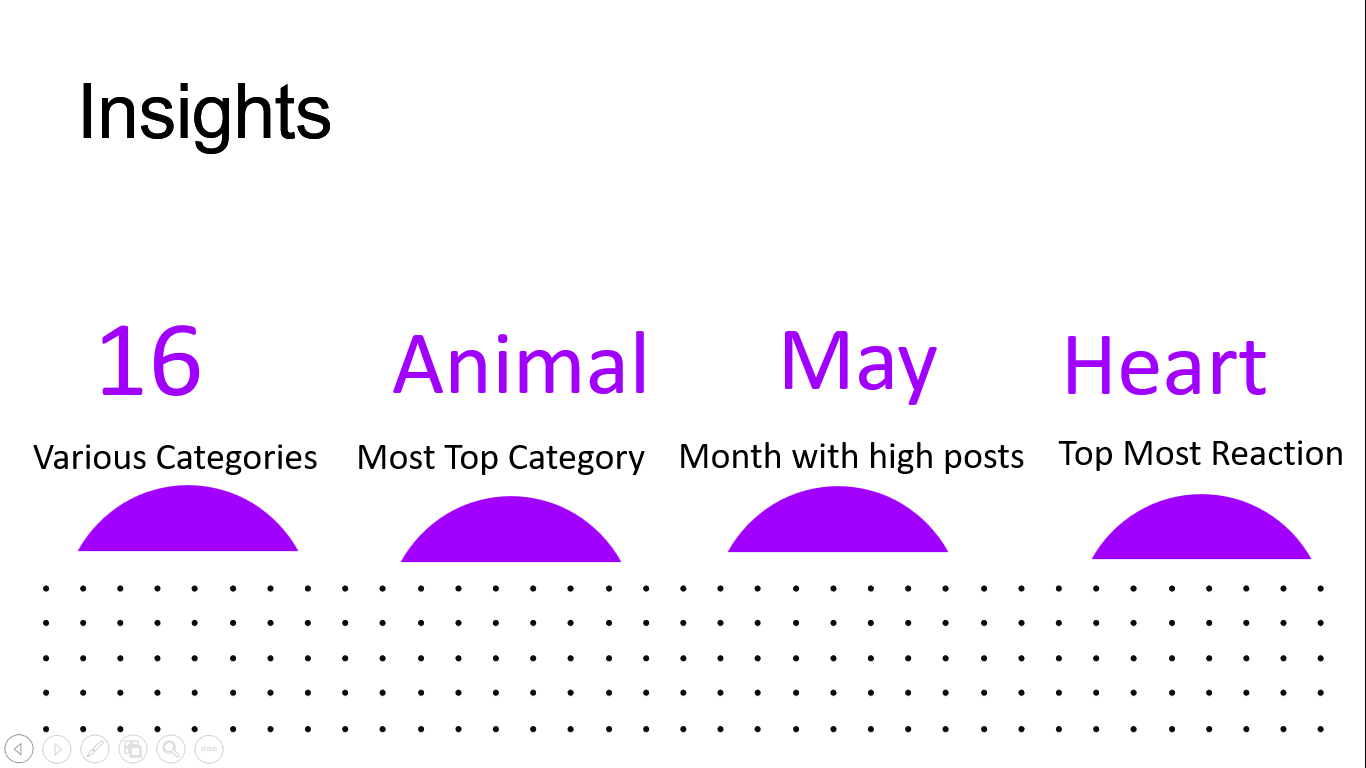 Insights
16
Various Categories
Animal
Most Top Category
May
Month with high posts
Heart
Top Most Reaction